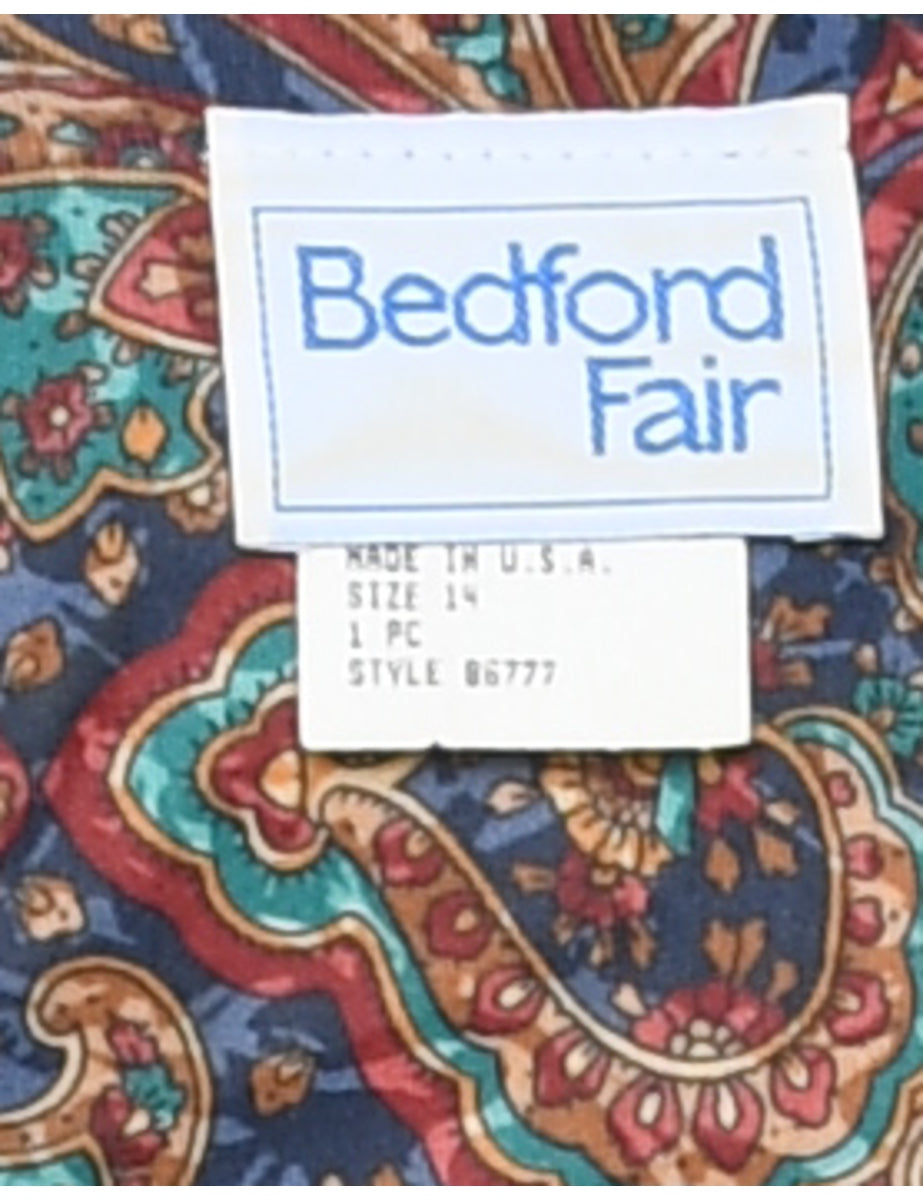 Bedford
Fair
MADE IN U.S.A.
SIZE 14
1 PC
STYLE 86777